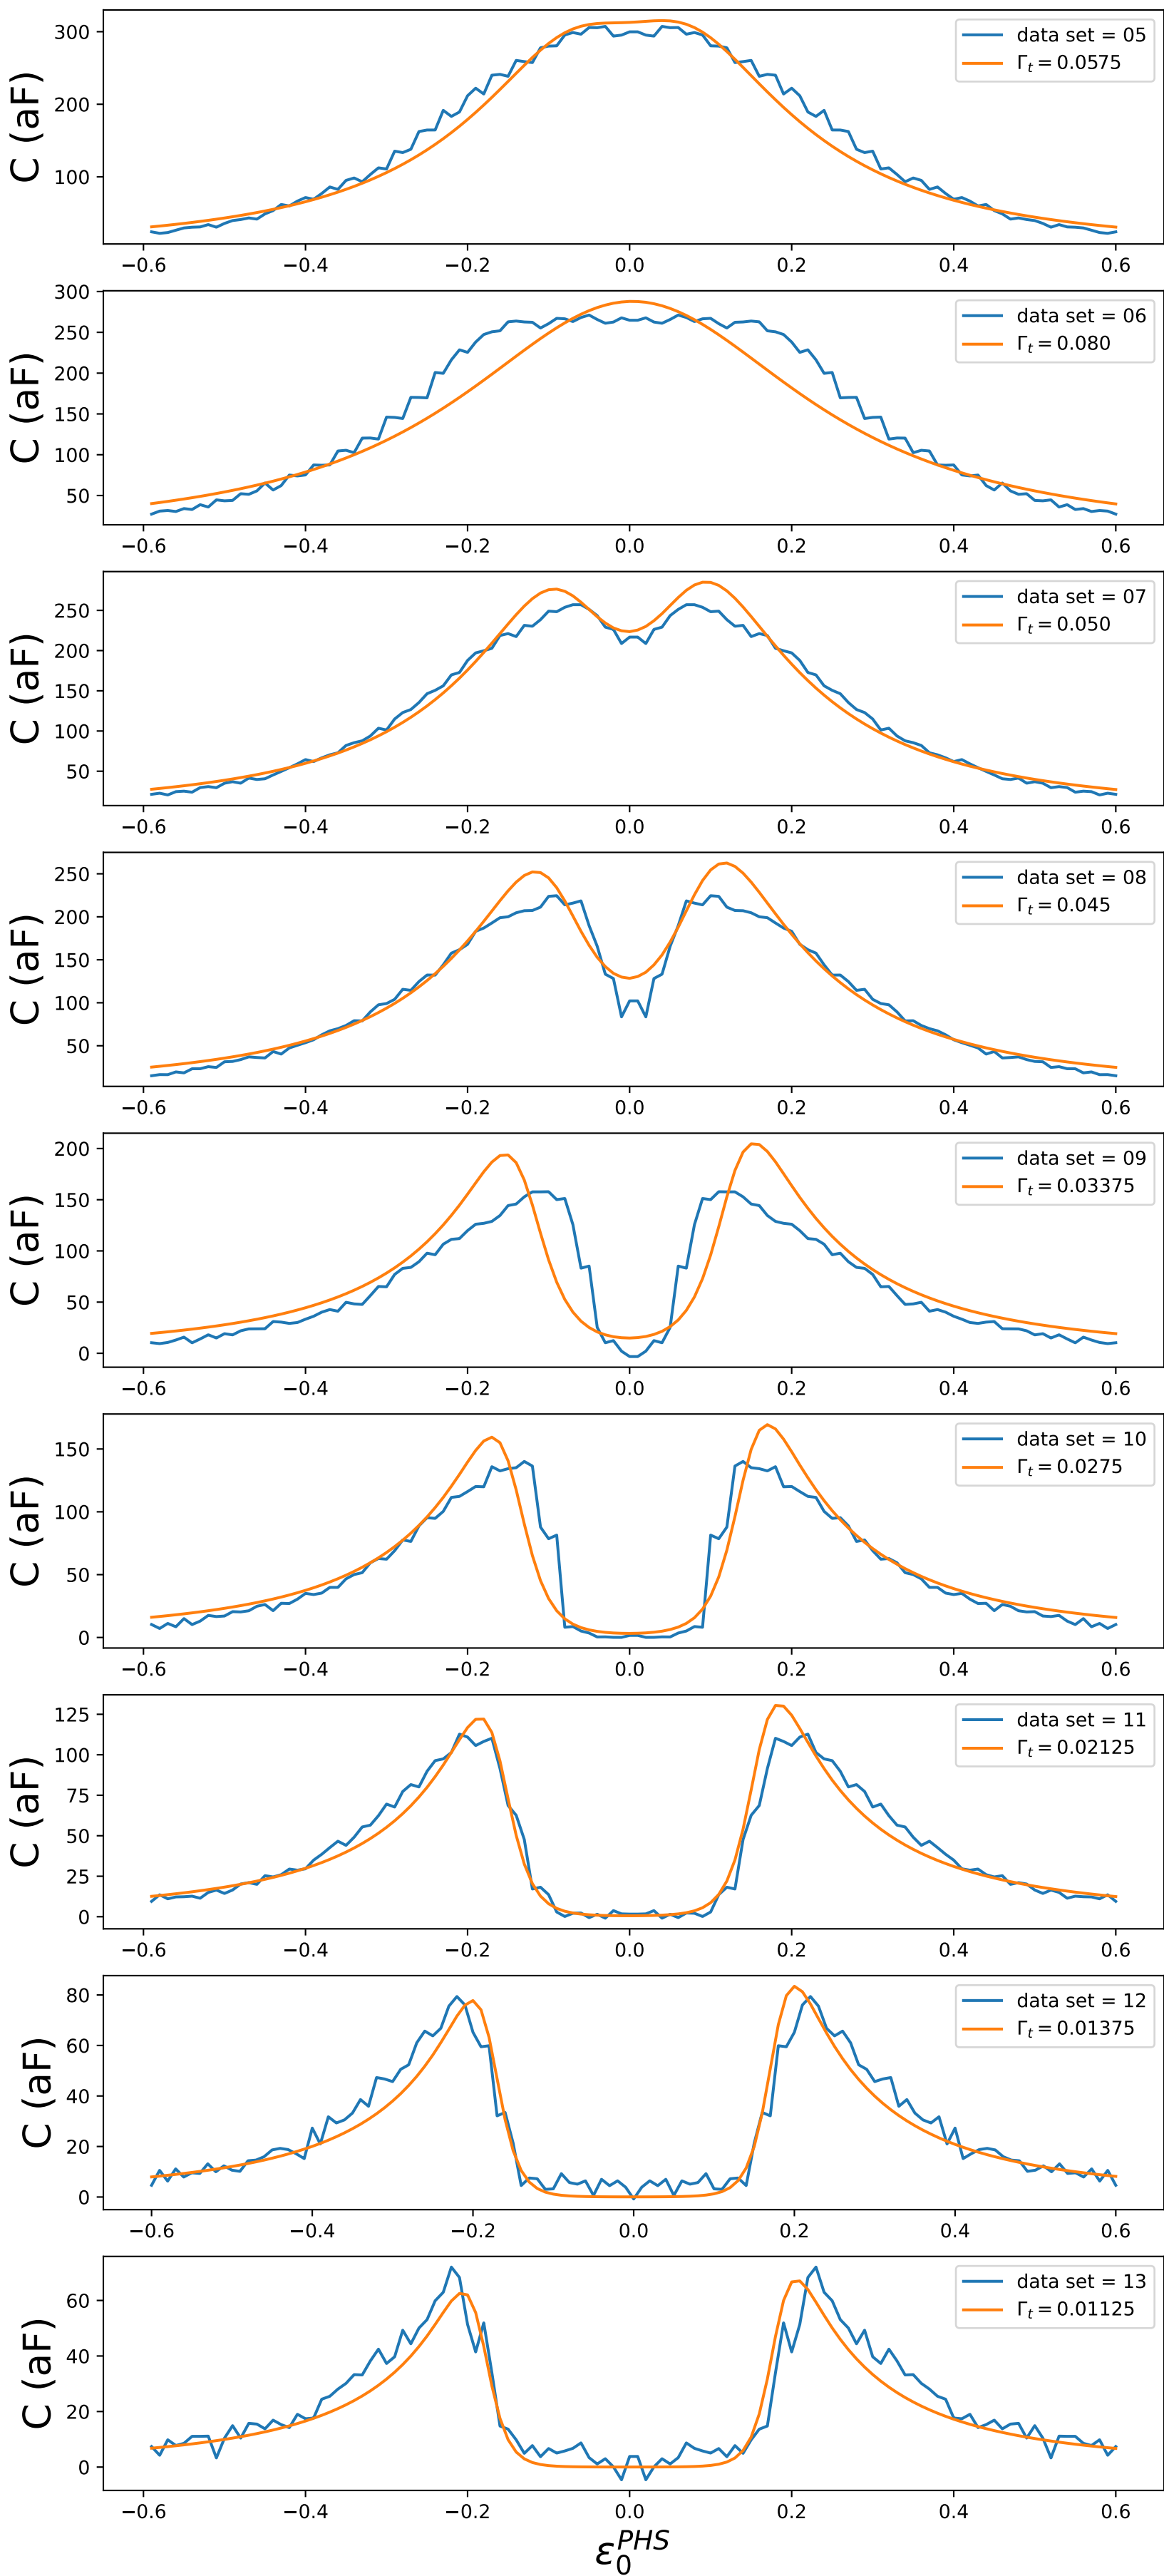 300
200
100
C (aF)
data set = 05
Γt = 0.0575
−0.6 −0.4 −0.2 0.0 0.2 0.4 0.6
300
250
200
150
100
50
C (aF)
data set = 06
Γt = 0.080
−0.6 −0.4 −0.2 0.0 0.2 0.4 0.6
250
200
150
100
50
C (aF)
data set = 07
Γt = 0.050
−0.6 −0.4 −0.2 0.0 0.2 0.4 0.6
250
200
150
100
50
C (aF)
data set = 08
Γt = 0.045
−0.6 −0.4 −0.2 0.0 0.2 0.4 0.6
200
150
100
50
0
C (aF)
data set = 09
Γt = 0.03375
−0.6 −0.4 −0.2 0.0 0.2 0.4 0.6
150
100
50
0
C (aF)
data set = 10
Γt = 0.0275
−0.6 −0.4 −0.2 0.0 0.2 0.4 0.6
125
100
75
50
25
0
C (aF)
data set = 11
Γt = 0.02125
−0.6 −0.4 −0.2 0.0 0.2 0.4 0.6
80
60
40
20
0
C (aF)
data set = 12
Γt = 0.01375
−0.6 −0.4 −0.2 0.0 0.2 0.4 0.6
60
40
20
0
C (aF)
data set = 13
Γt = 0.01125
−0.6 −0.4 −0.2 0.0 0.2 0.4 0.6
ε0PHS